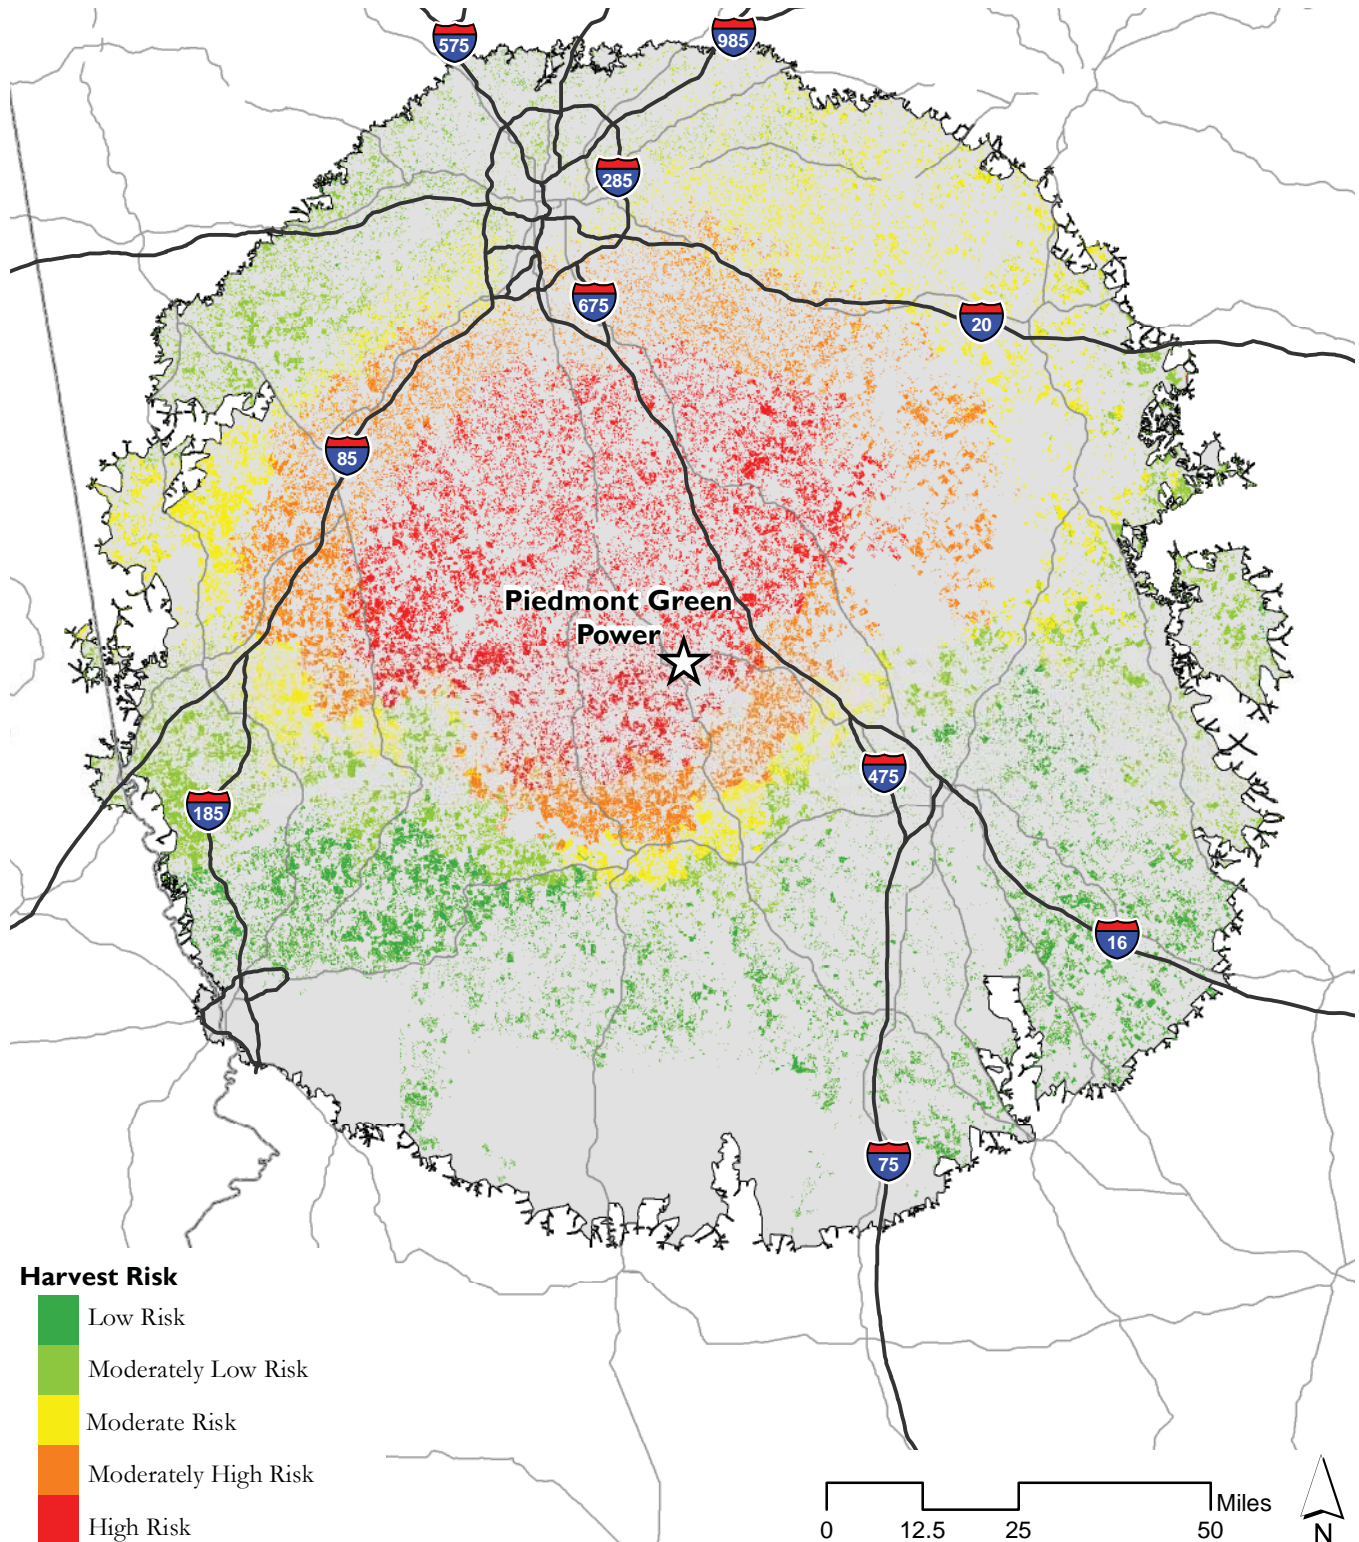 575
985
285
675
20
85
Piedmont Green
Power
475
185
16
75
Harvest Risk
Low Risk
Moderately Low Risk
Moderate Risk
Moderately High Risk
High Risk
Miles
0 12.5 25 50
N